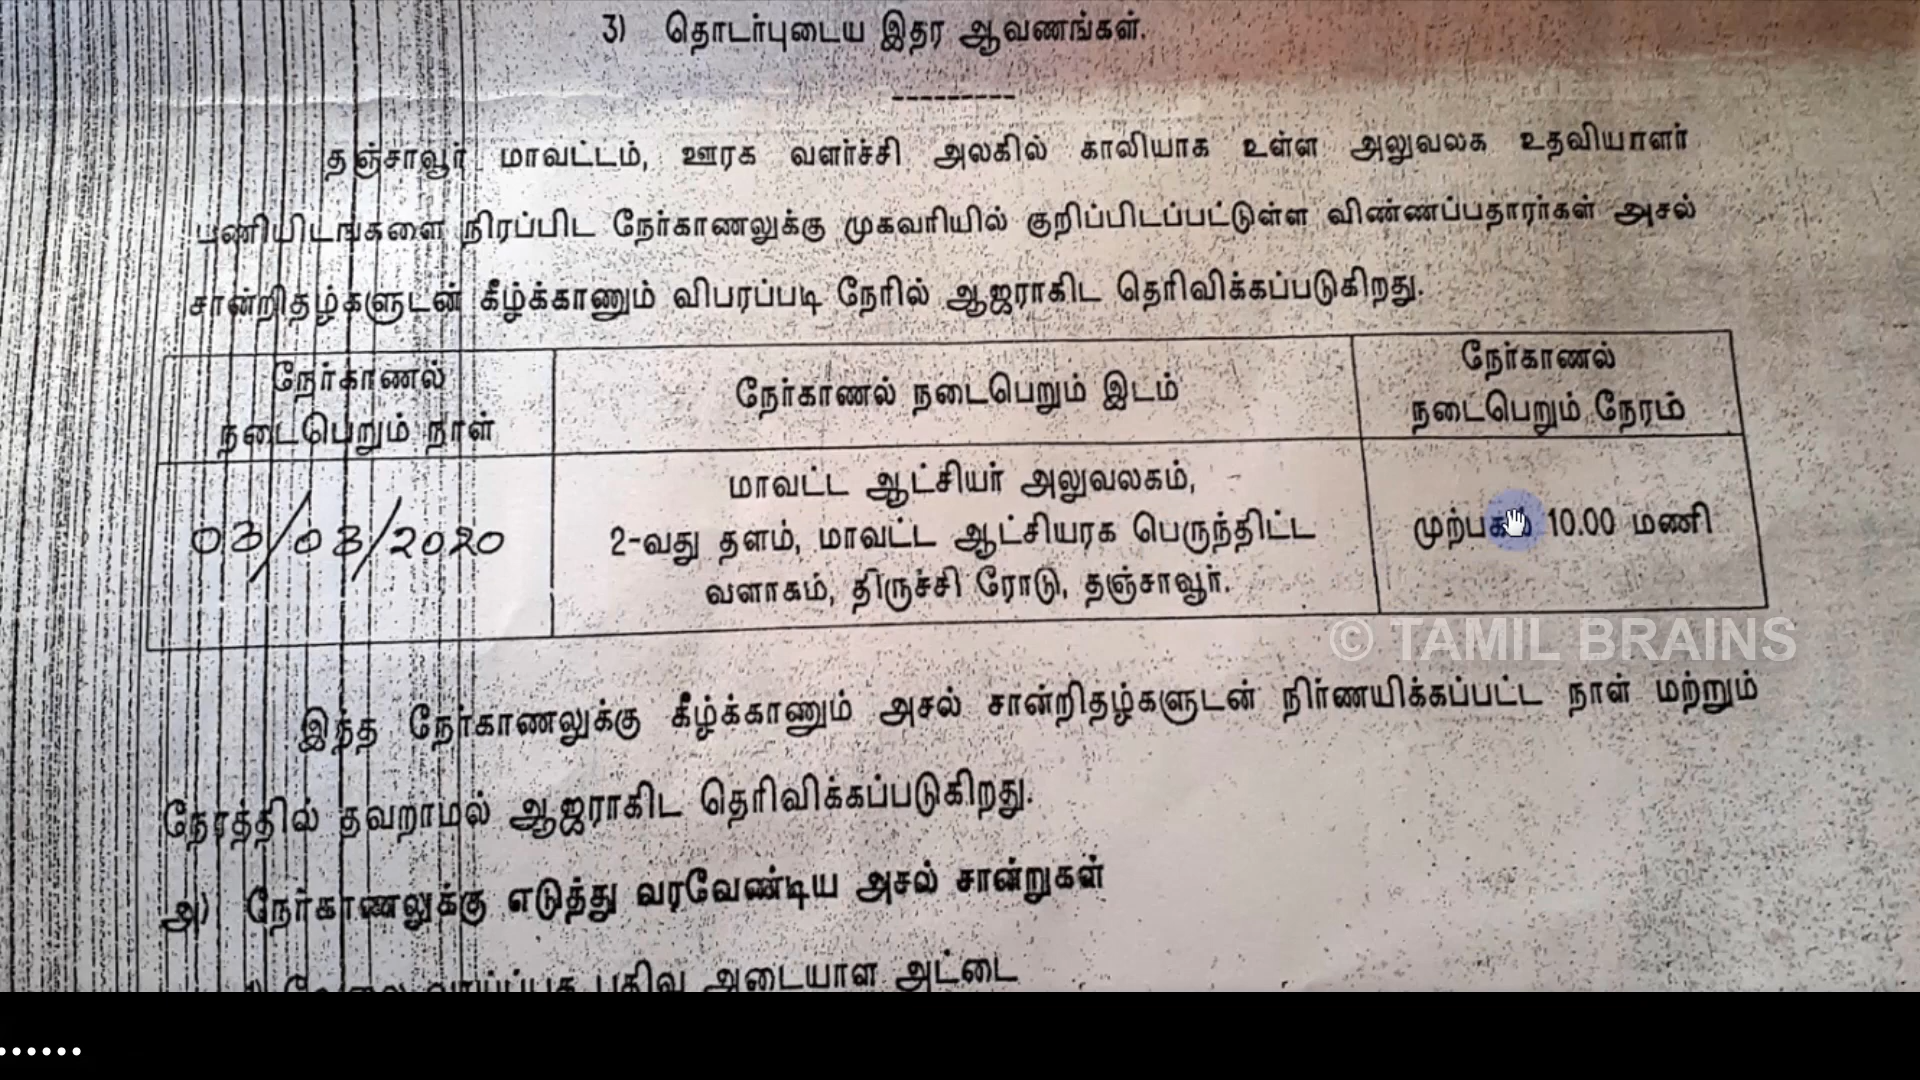 3) தொடர்புடைய இதர ஆவணங்கள்.
---------
தஞ்சாவூர் மாவட்டம், ஊரக வளர்ச்சி அலகில் காலியாக உள்ள அலுவலக உதவியாளர்
பணியிடங்களை நிரப்பிட நேர்காணலுக்கு முகவரியில் குறிப்பிடப்பட்டுள்ள விண்ணப்பதாரர்கள் அசல்
சான்றிதழ்களுடன் கீழ்க்காணும் விபரப்படி நேரில் ஆஜராகிட தெரிவிக்கப்படுகிறது.
நேர்காணல்
நடைபெறும் நாள்
நேர்காணல் நடைபெறும் இடம்
நேர்காணல்
நடைபெறும் நேரம்
03/03/2020
மாவட்ட ஆட்சியர் அலுவலகம்,
2-வது தளம், மாவட்ட ஆட்சியரக பெருந்திட்ட
வளாகம், திருச்சி ரோடு, தஞ்சாவூர்.
முற்பகல் 10.00 மணி
© TAMIL BRAINS
இந்த நேர்காணலுக்கு கீழ்க்காணும் அசல் சான்றிதழ்களுடன் நிர்ணயிக்கப்பட்ட நாள் மற்றும்
நேரத்தில் தவறாமல் ஆஜராகிட தெரிவிக்கப்படுகிறது.
அ) நேர்காணலுக்கு எடுத்து வரவேண்டிய அசல் சான்றுகள்
1) வேலைவாய்ப்பக பதிவு அடையாள அட்டை